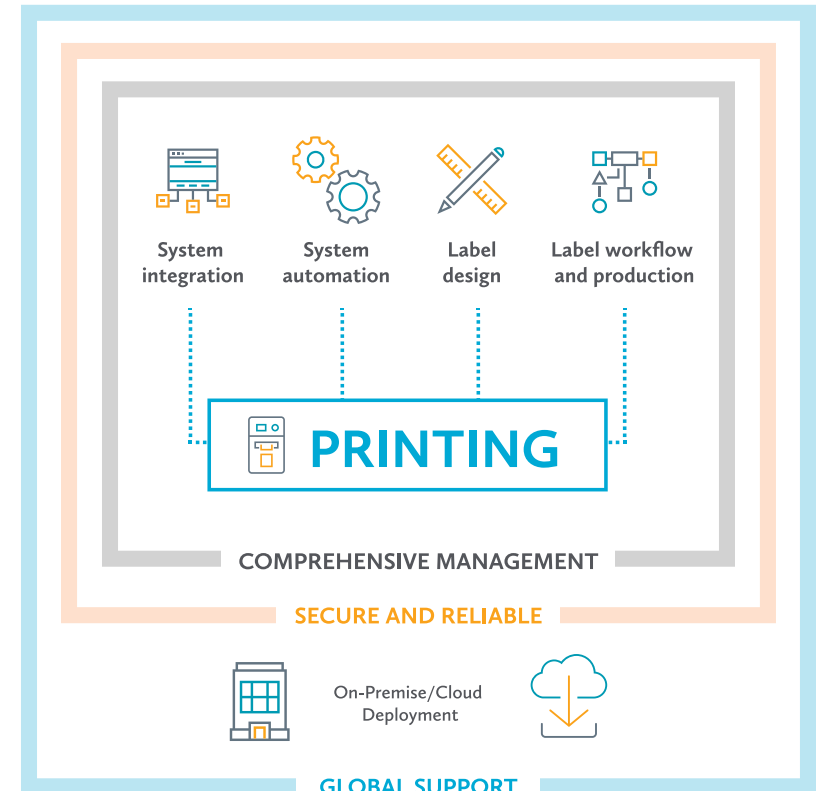 System
integration
System
automation
Label
design
Label workflow
and production
PRINTING
COMPREHENSIVE MANAGEMENT
SECURE AND RELIABLE
On-Premise/Cloud
Deployment
GLOBAL SUPPORT